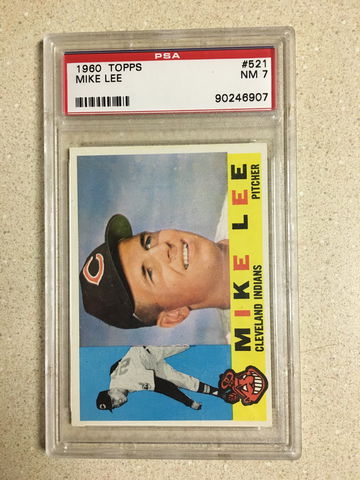 PSA
1960 TOPPS #521
MIKE LEE NM 7
90246907
C
MIKE LEE
CLEVELAND INDIANS PITCHER